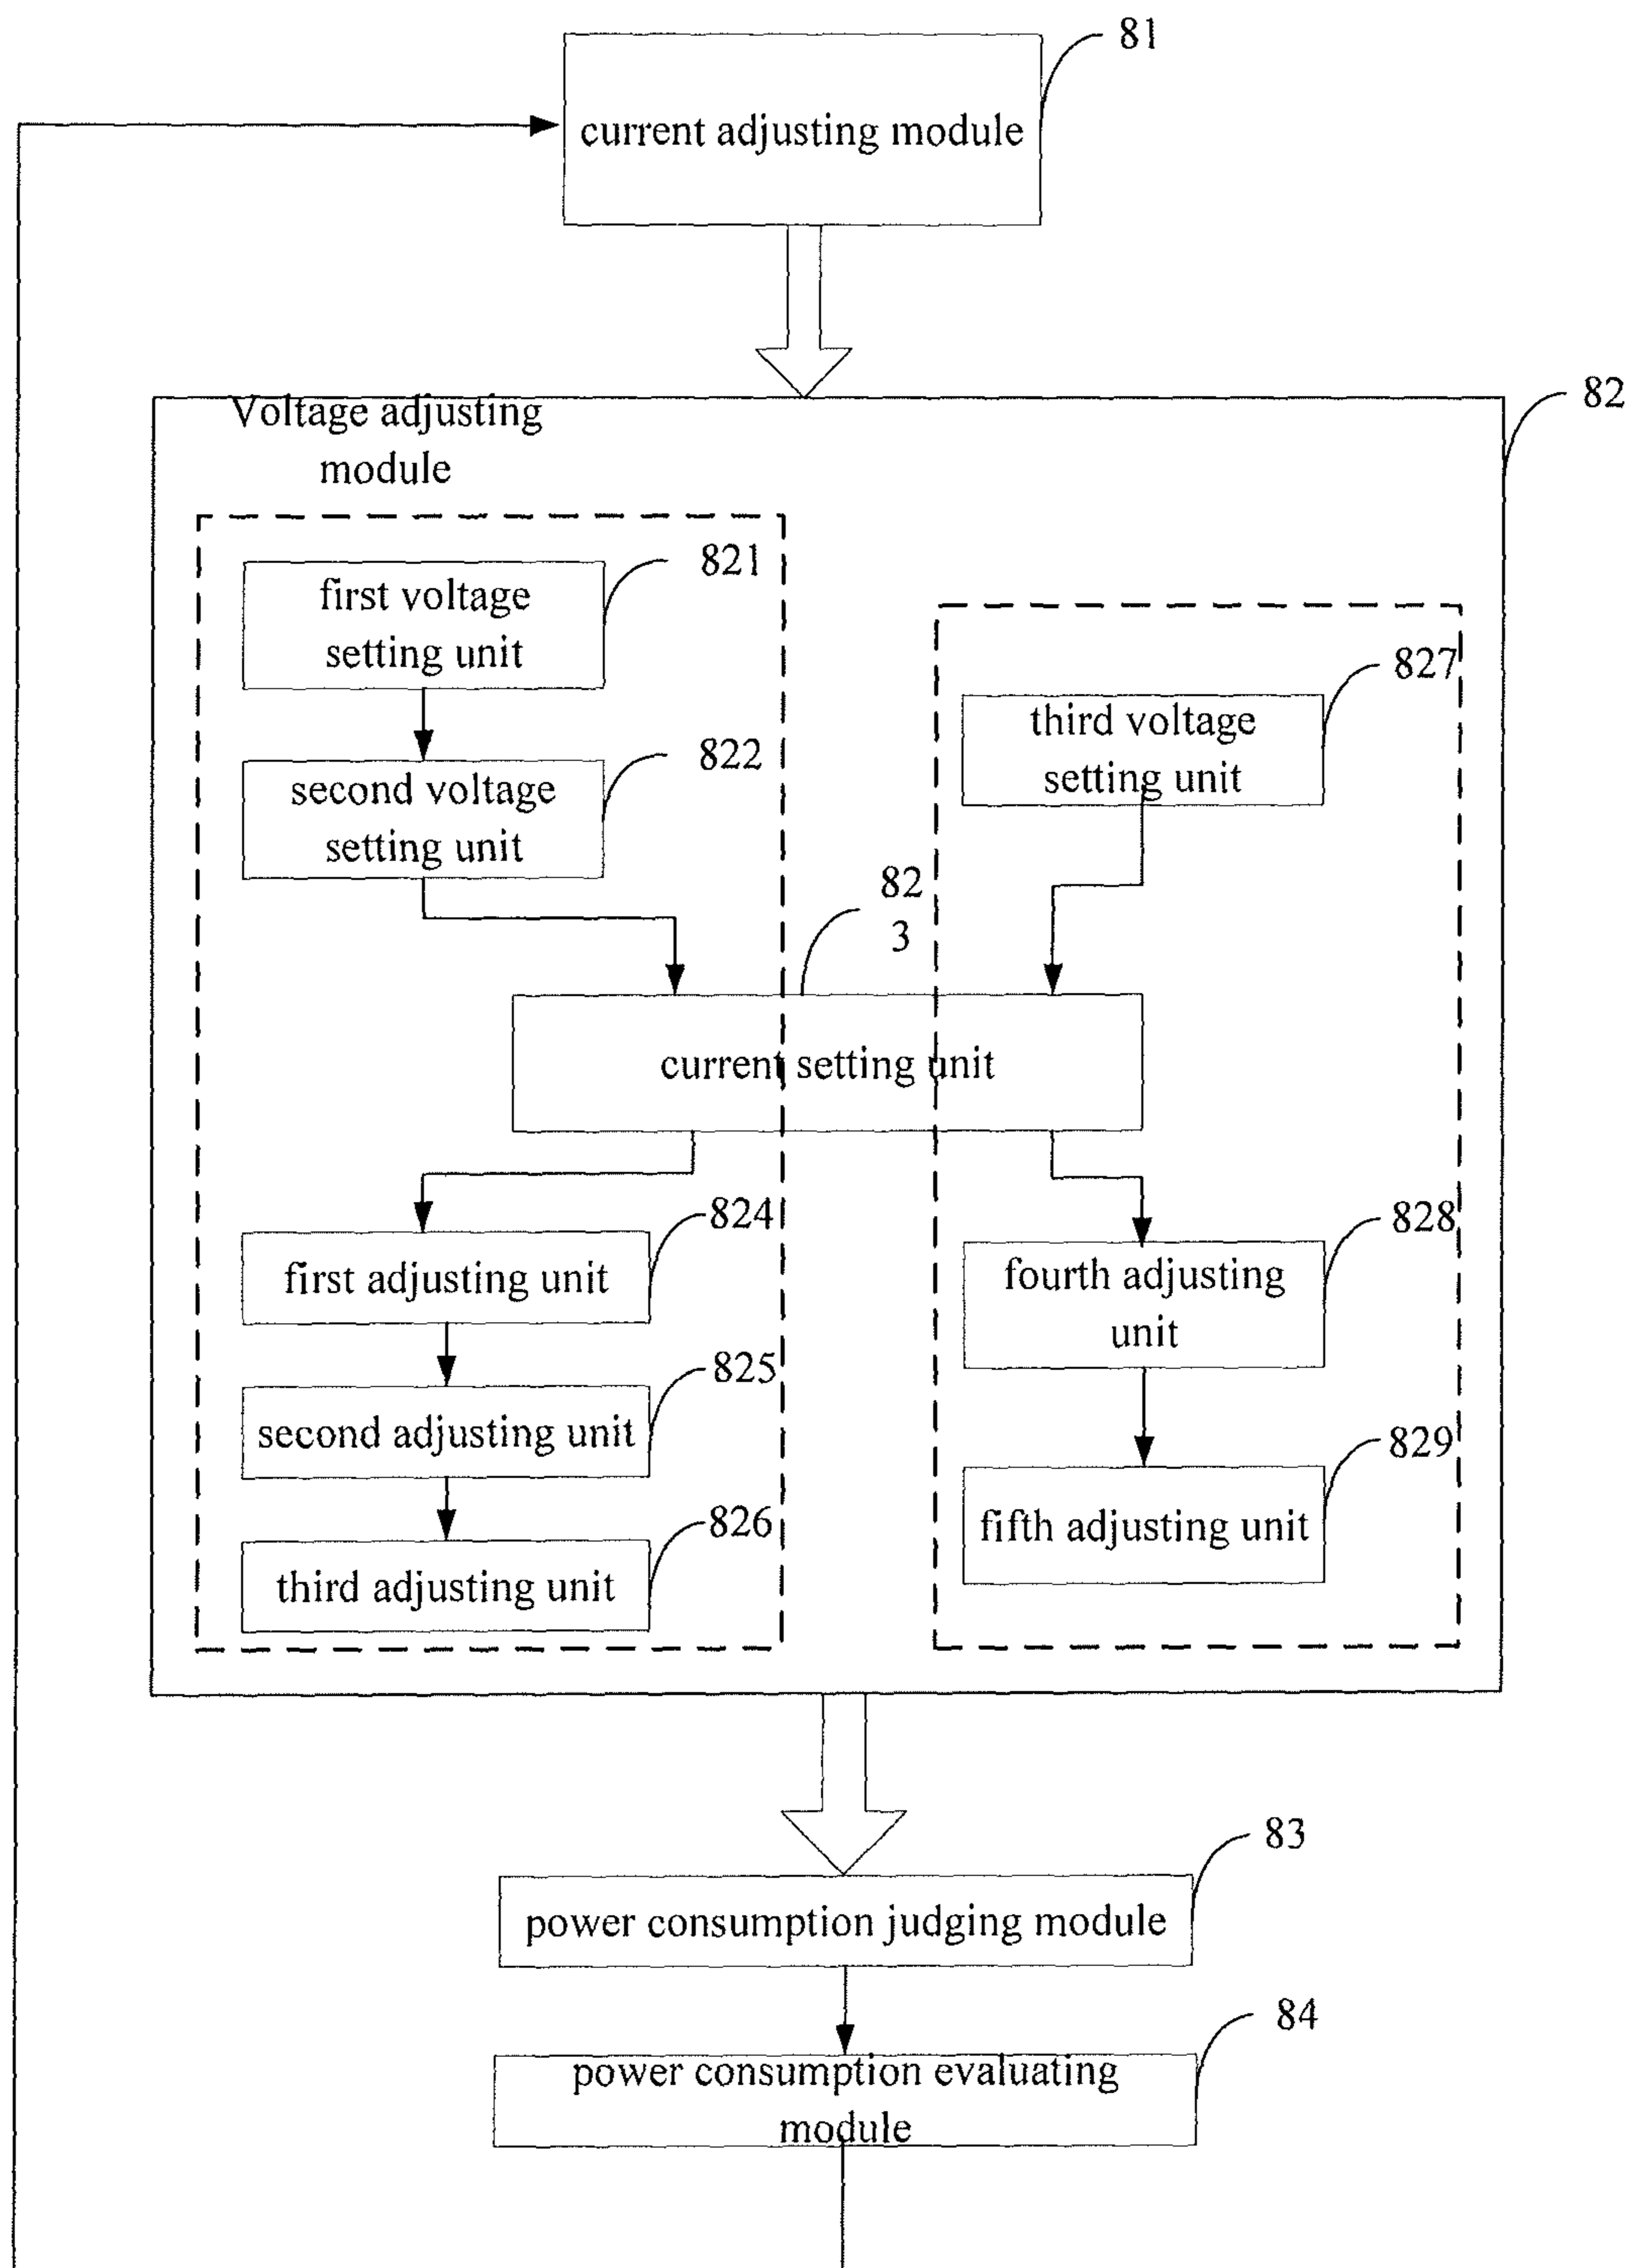 81
current adjusting module
82
Voltage adjusting
module
821
first voltage
setting unit
827
third voltage
setting unit
822
second voltage
setting unit
82
3
current setting unit
824
first adjusting unit
828
fourth adjusting
unit
825
second adjusting unit
829
fifth adjusting unit
826
third adjusting unit
83
power consumption judging module
84
power consumption evaluating
module